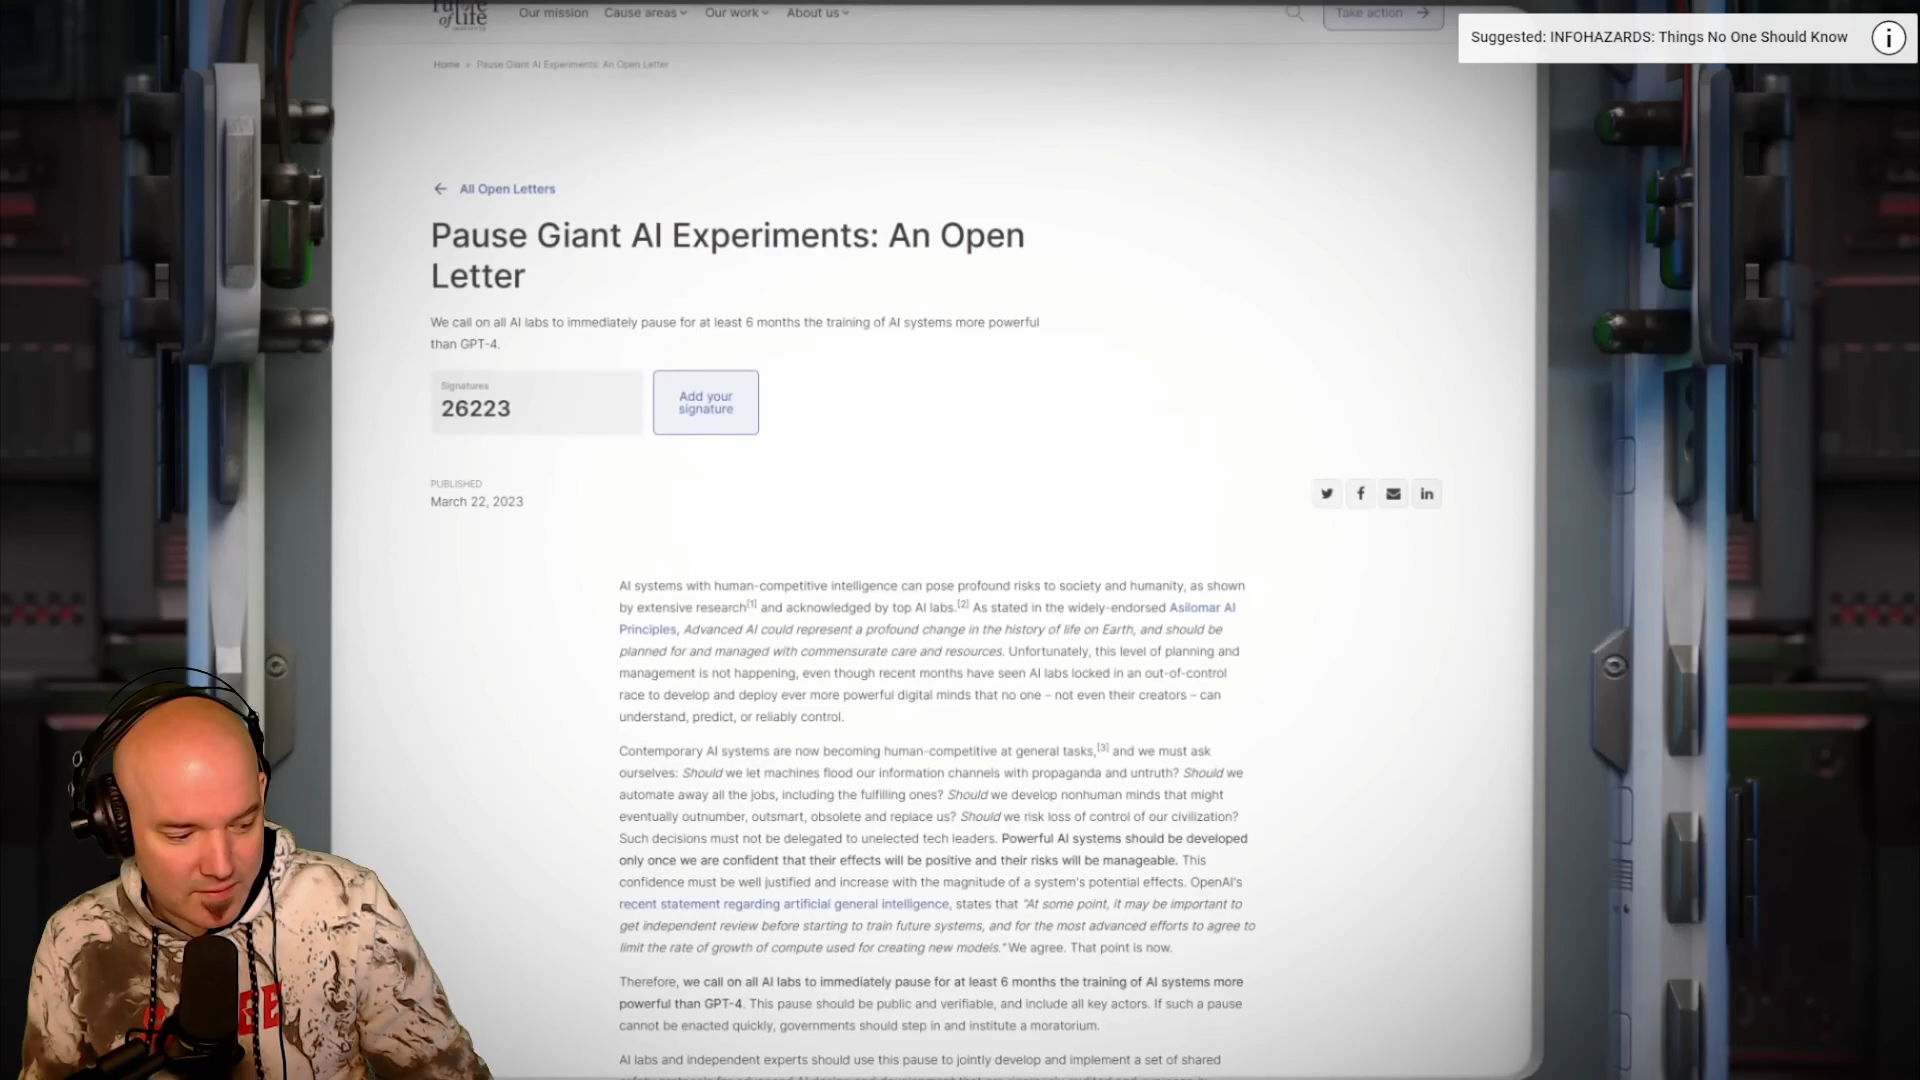 Future
of life
INSTITUTE
Our mission
Cause areas
Our work
About us
Take action
Suggested: INFOHAZARDS: Things No One Should Know
Home » Pause Giant AI Experiments: An Open Letter
All Open Letters
Pause Giant AI Experiments: An Open
Letter
We call on all AI labs to immediately pause for at least 6 months the training of AI systems more powerful
than GPT-4.
Signatures
26223
Add your
signature
PUBLISHED
March 22, 2023
AI systems with human-competitive intelligence can pose profound risks to society and humanity, as shown
by extensive research[1] and acknowledged by top AI labs.[2] As stated in the widely-endorsed Asilomar AI
Principles, Advanced AI could represent a profound change in the history of life on Earth, and should be
planned for and managed with commensurate care and resources. Unfortunately, this level of planning and
management is not happening, even though recent months have seen AI labs locked in an out-of-control
race to develop and deploy ever more powerful digital minds that no one – not even their creators – can
understand, predict, or reliably control.
Contemporary AI systems are now becoming human-competitive at general tasks,[3] and we must ask
ourselves: Should we let machines flood our information channels with propaganda and untruth? Should we
automate away all the jobs, including the fulfilling ones? Should we develop nonhuman minds that might
eventually outnumber, outsmart, obsolete and replace us? Should we risk loss of control of our civilization?
Such decisions must not be delegated to unelected tech leaders. Powerful AI systems should be developed
only once we are confident that their effects will be positive and their risks will be manageable. This
confidence must be well justified and increase with the magnitude of a system's potential effects. OpenAI's
recent statement regarding artificial general intelligence, states that "At some point, it may be important to
get independent review before starting to train future systems, and for the most advanced efforts to agree to
limit the rate of growth of compute used for creating new models." We agree. That point is now.
Therefore, we call on all AI labs to immediately pause for at least 6 months the training of AI systems more
powerful than GPT-4. This pause should be public and verifiable, and include all key actors. If such a pause
cannot be enacted quickly, governments should step in and institute a moratorium.
AI labs and independent experts should use this pause to jointly develop and implement a set of shared